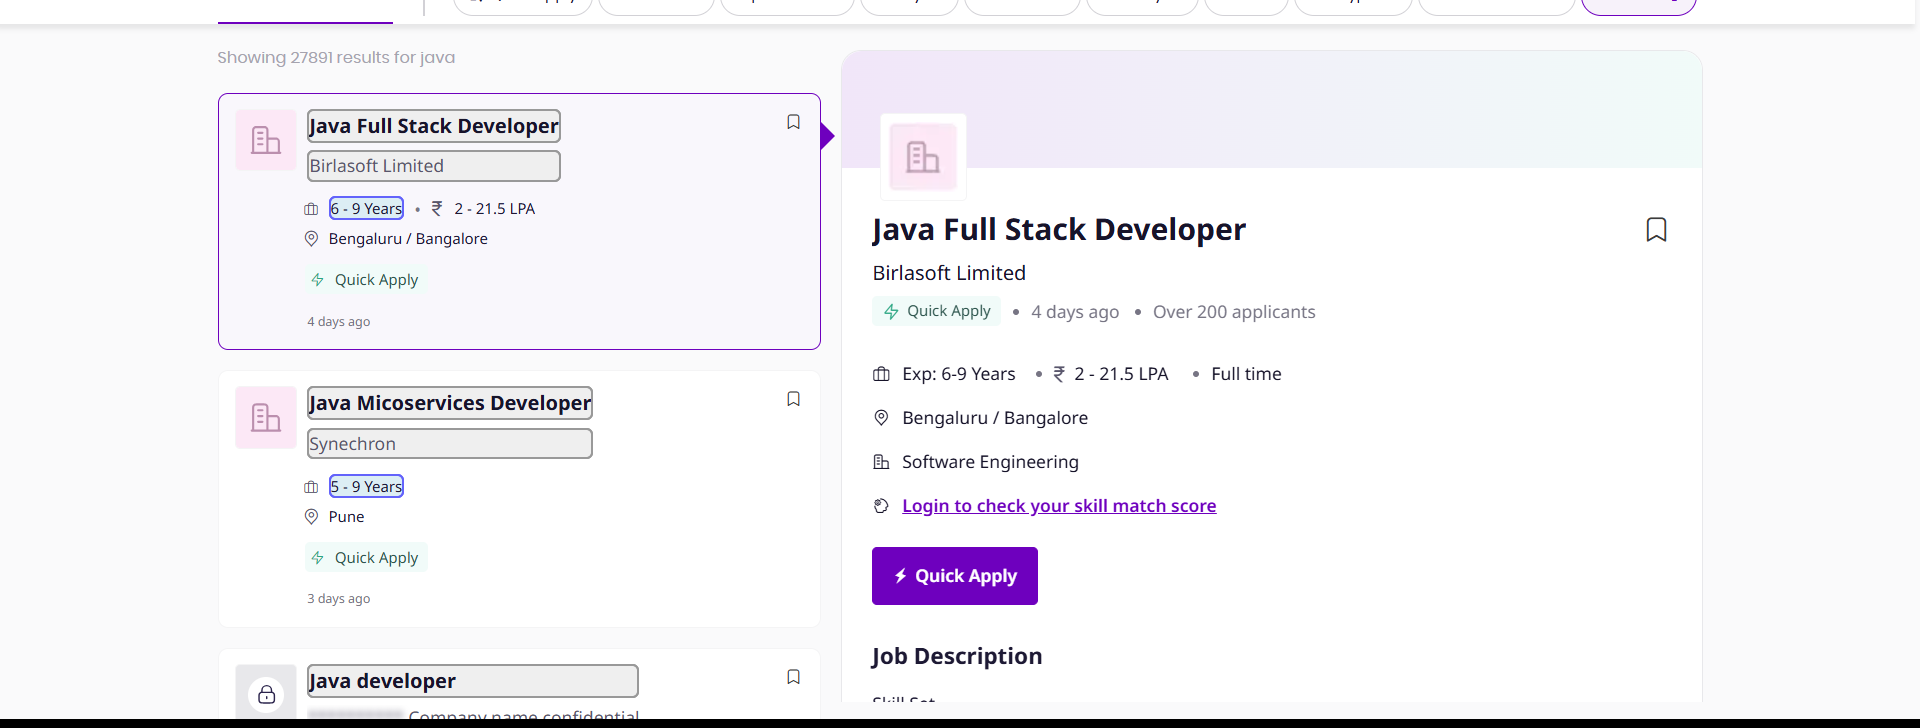 Showing 27891 results for java
Java Full Stack Developer
Birlasoft Limited
6 - 9 Years • ₹ 2 - 21.5 LPA
Bengaluru / Bangalore
Quick Apply
4 days ago
Java Micoservices Developer
Synechron
5 - 9 Years
Pune
Quick Apply
3 days ago
Java developer
Company name confidential
Java Full Stack Developer
Birlasoft Limited
Quick Apply • 4 days ago • Over 200 applicants
Exp: 6-9 Years • ₹ 2 - 21.5 LPA • Full time
Bengaluru / Bangalore
Software Engineering
Login to check your skill match score
Quick Apply
Job Description
Skill Set